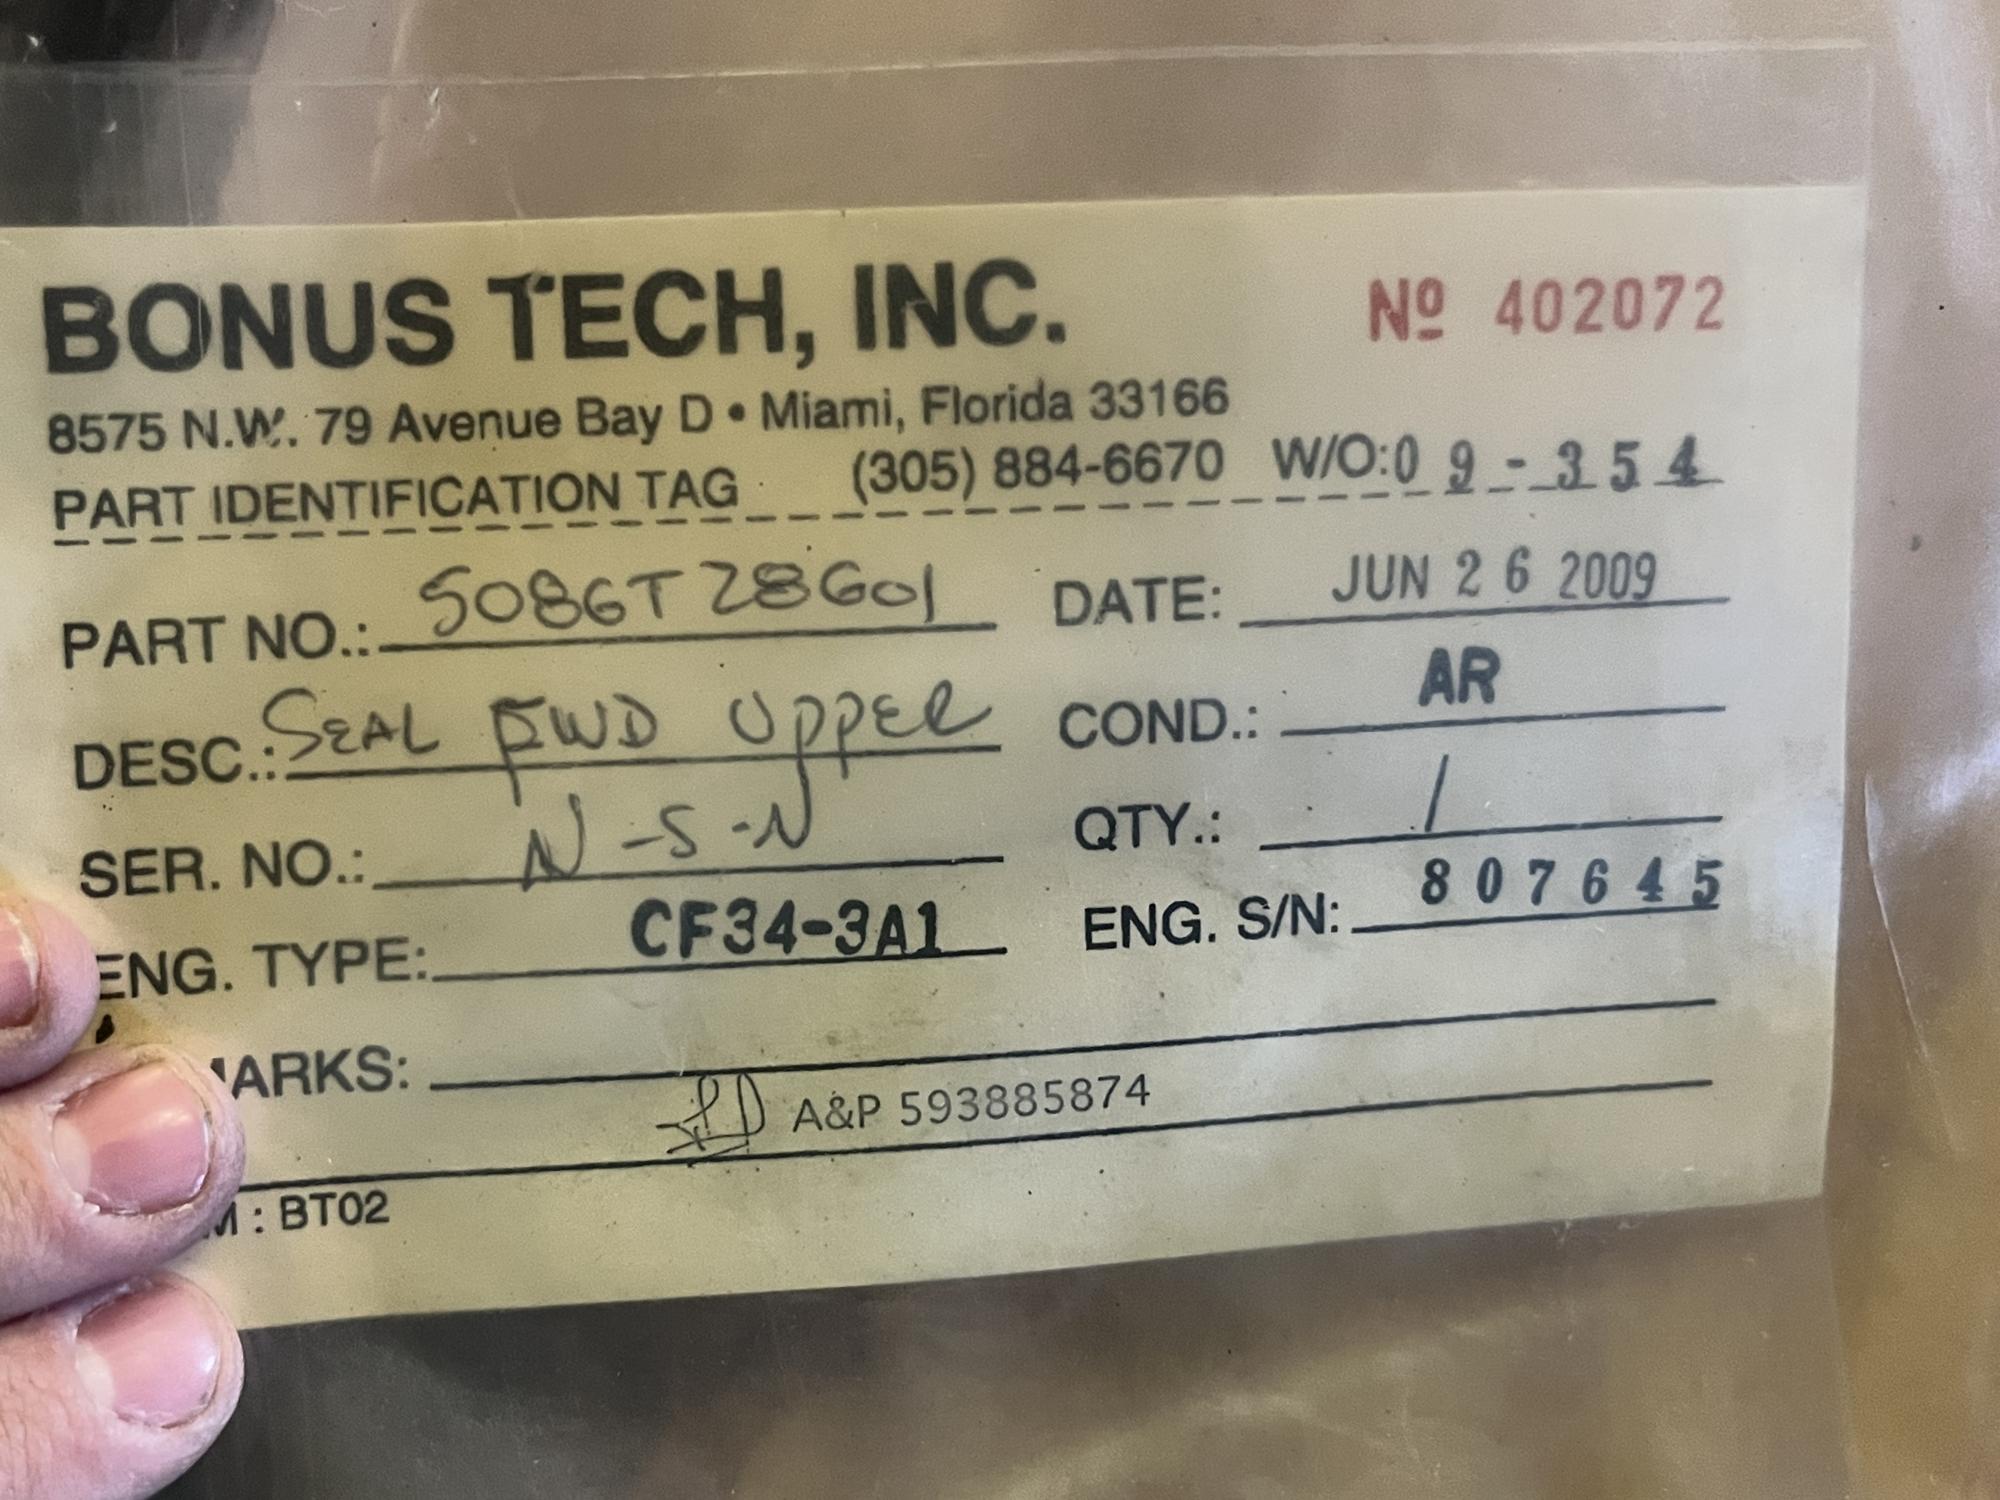 BONUS TECH, INC. Nº 402072
8575 N.W. 79 Avenue Bay D • Miami, Florida 33166
PART IDENTIFICATION TAG (305) 884-6670 W/O: 09-354
PART NO.: 5086T28G01 DATE: JUN 26 2009
DESC.: SEAL FWD UPPER COND.: AR
SER. NO.: N-S-N QTY.: 1
ENG. TYPE: CF34-3A1 ENG. S/N: 807645
MARKS:
A&P 593885874
M : BT02